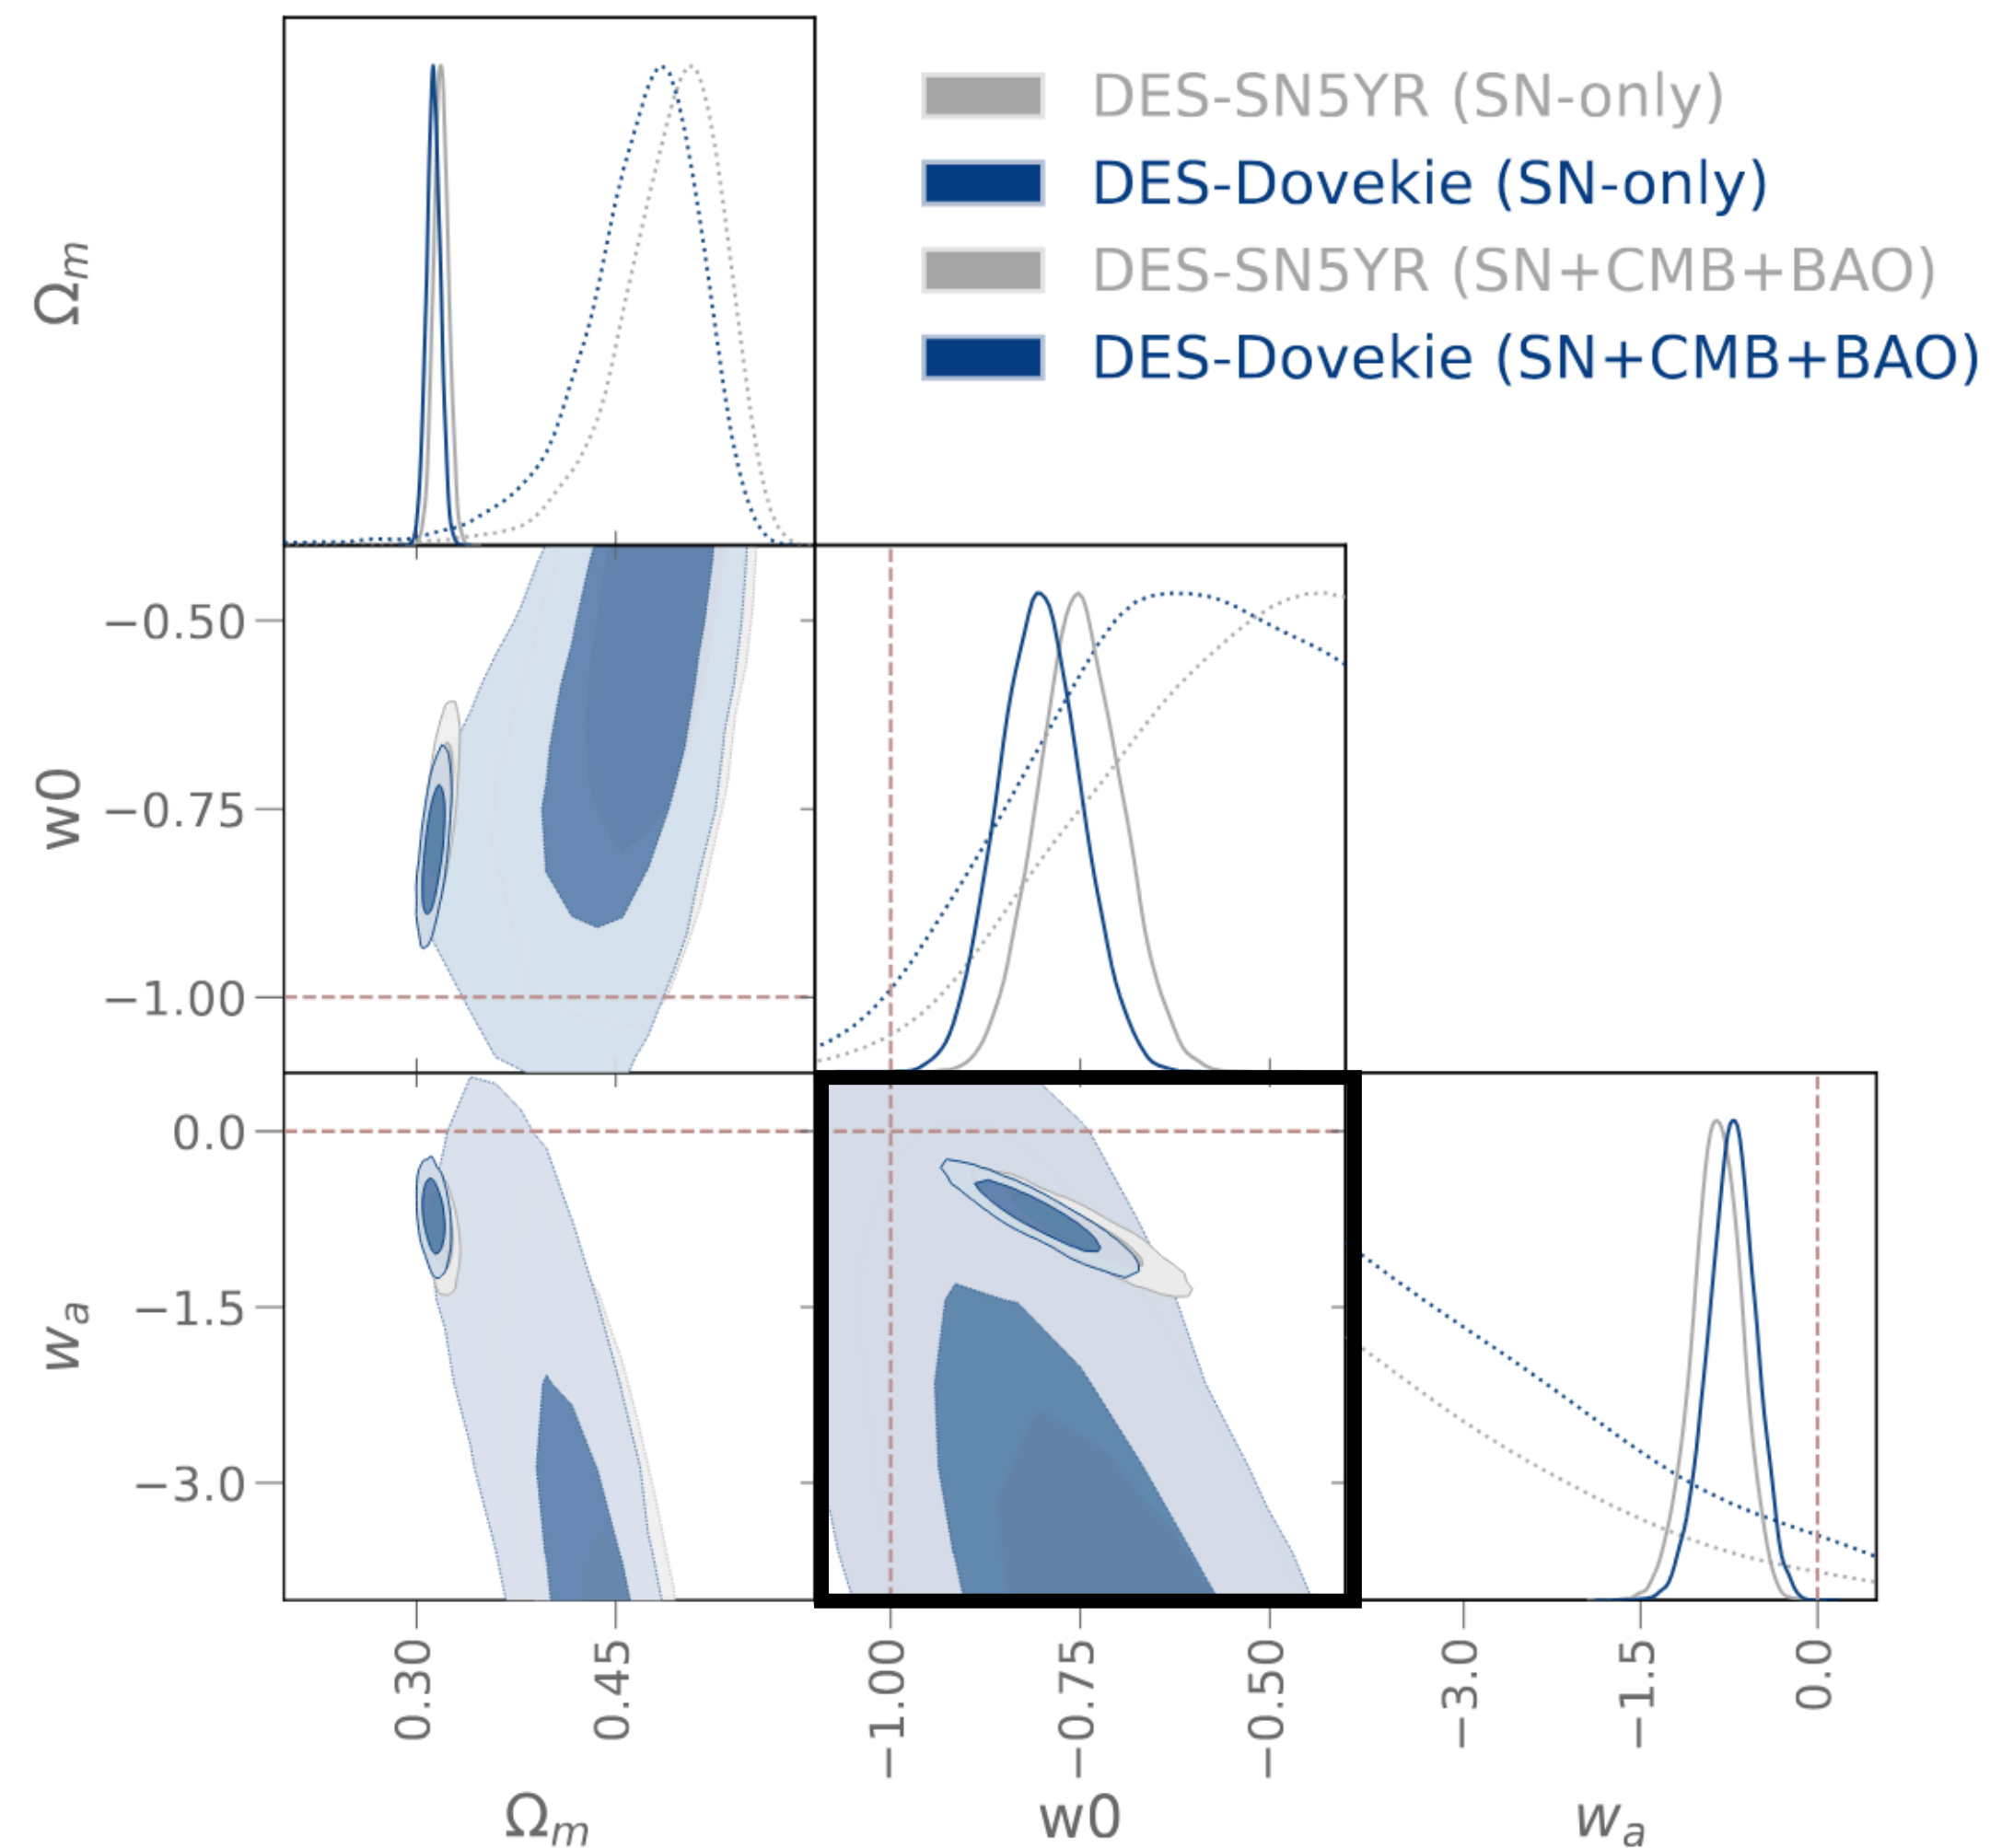 DES-SN5YR (SN-only)
DES-Dovekie (SN-only)
DES-SN5YR (SN+CMB+BAO)
DES-Dovekie (SN+CMB+BAO)
Ωm
−0.50
w0
−0.75
−1.00
0.0
wa
−1.5
−3.0
0.30
0.45
−1.00
−0.75
−0.50
−3.0
−1.5
0.0
Ωm
w0
wa